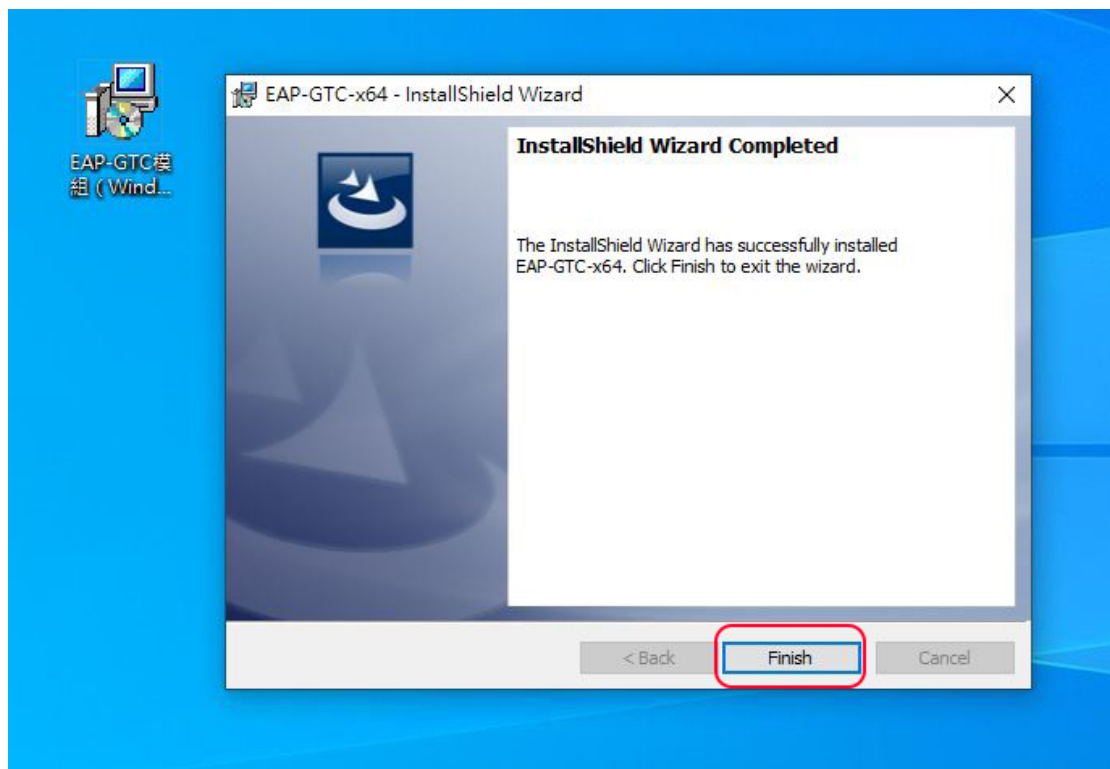 EAP-GTC模
組 (Wind...
EAP-GTC-x64 - InstallShield Wizard
InstallShield Wizard Completed
The InstallShield Wizard has successfully installed
EAP-GTC-x64. Click Finish to exit the wizard.
< Back
Finish
Cancel